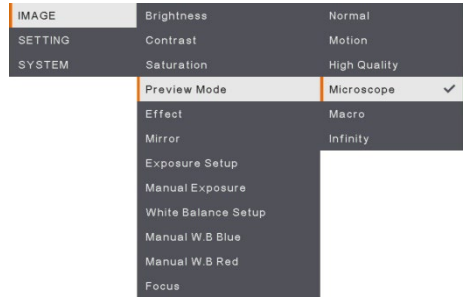 IMAGE
SETTING
SYSTEM
Brightness
Contrast
Saturation
Preview Mode
Effect
Mirror
Exposure Setup
Manual Exposure
White Balance Setup
Manual W.B Blue
Manual W.B Red
Focus
Normal
Motion
High Quality
Microscope
Macro
Infinity